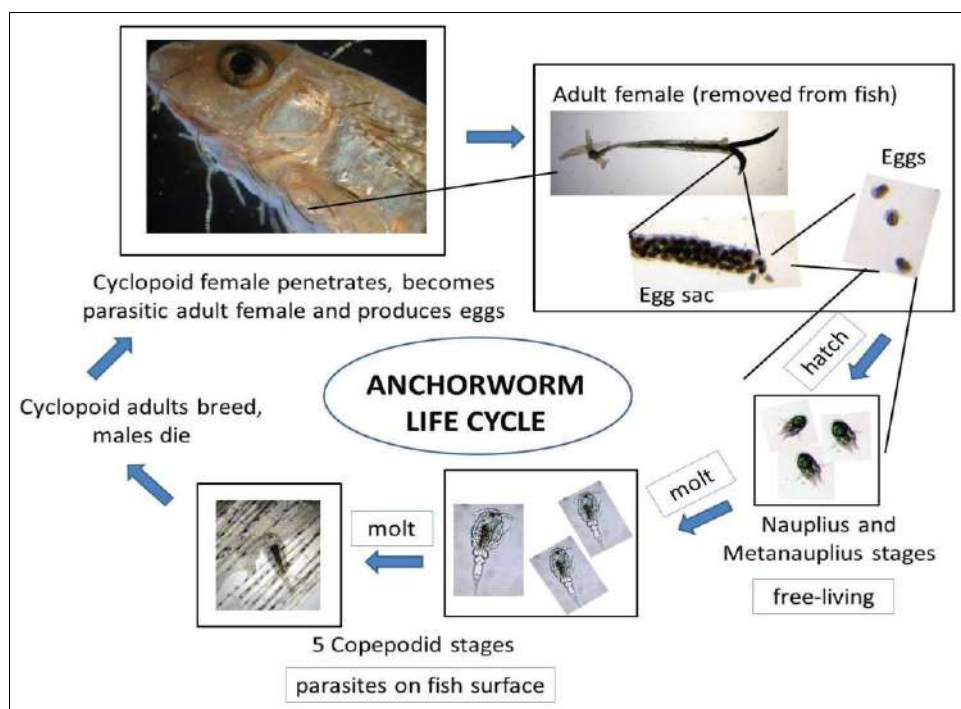 Adult female (removed from fish)
Eggs
Egg sac
Cyclopoid female penetrates, becomes
parasitic adult female and produces eggs
hatch
ANCHORWORM
LIFE CYCLE
Cyclopoid adults breed,
males die
molt
molt
Nauplius and
Metanauplius stages
free-living
5 Copepodid stages
parasites on fish surface